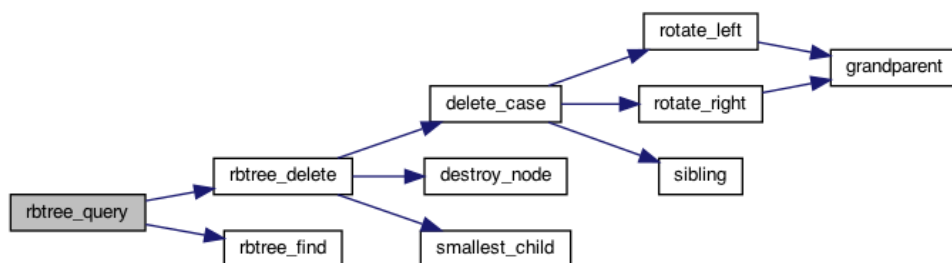 rotate_left
grandparent
delete_case
rotate_right
rbtree_delete
destroy_node
sibling
rbtree_query
rbtree_find
smallest_child